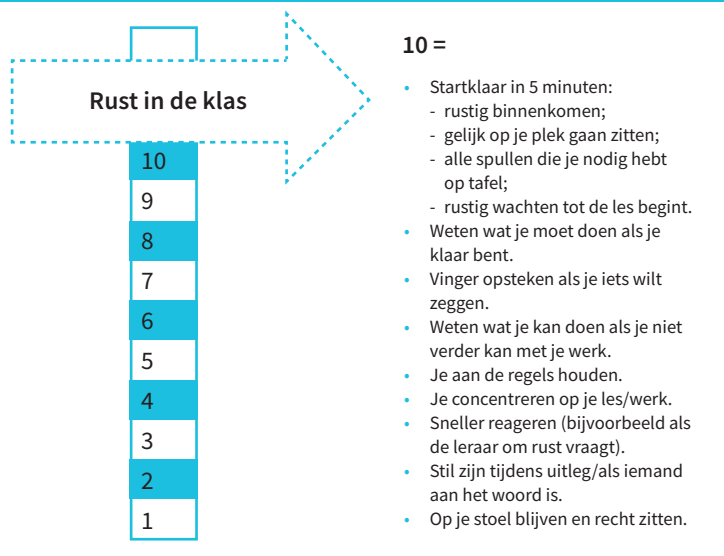 Rust in de klas
10
9
8
7
6
5
4
3
2
1
10 =
• Startklaar in 5 minuten:
- rustig binnenkomen;
- gelijk op je plek gaan zitten;
- alle spullen die je nodig hebt
op tafel;
- rustig wachten tot de les begint.
• Weten wat je moet doen als je
klaar bent.
• Vinger opsteken als je iets wilt
zeggen.
• Weten wat je kan doen als je niet
verder kan met je werk.
• Je aan de regels houden.
• Je concentreren op je les/werk.
• Sneller reageren (bijvoorbeeld als
de leraar om rust vraagt).
• Stil zijn tijdens uitleg/als iemand
aan het woord is.
• Op je stoel blijven en recht zitten.